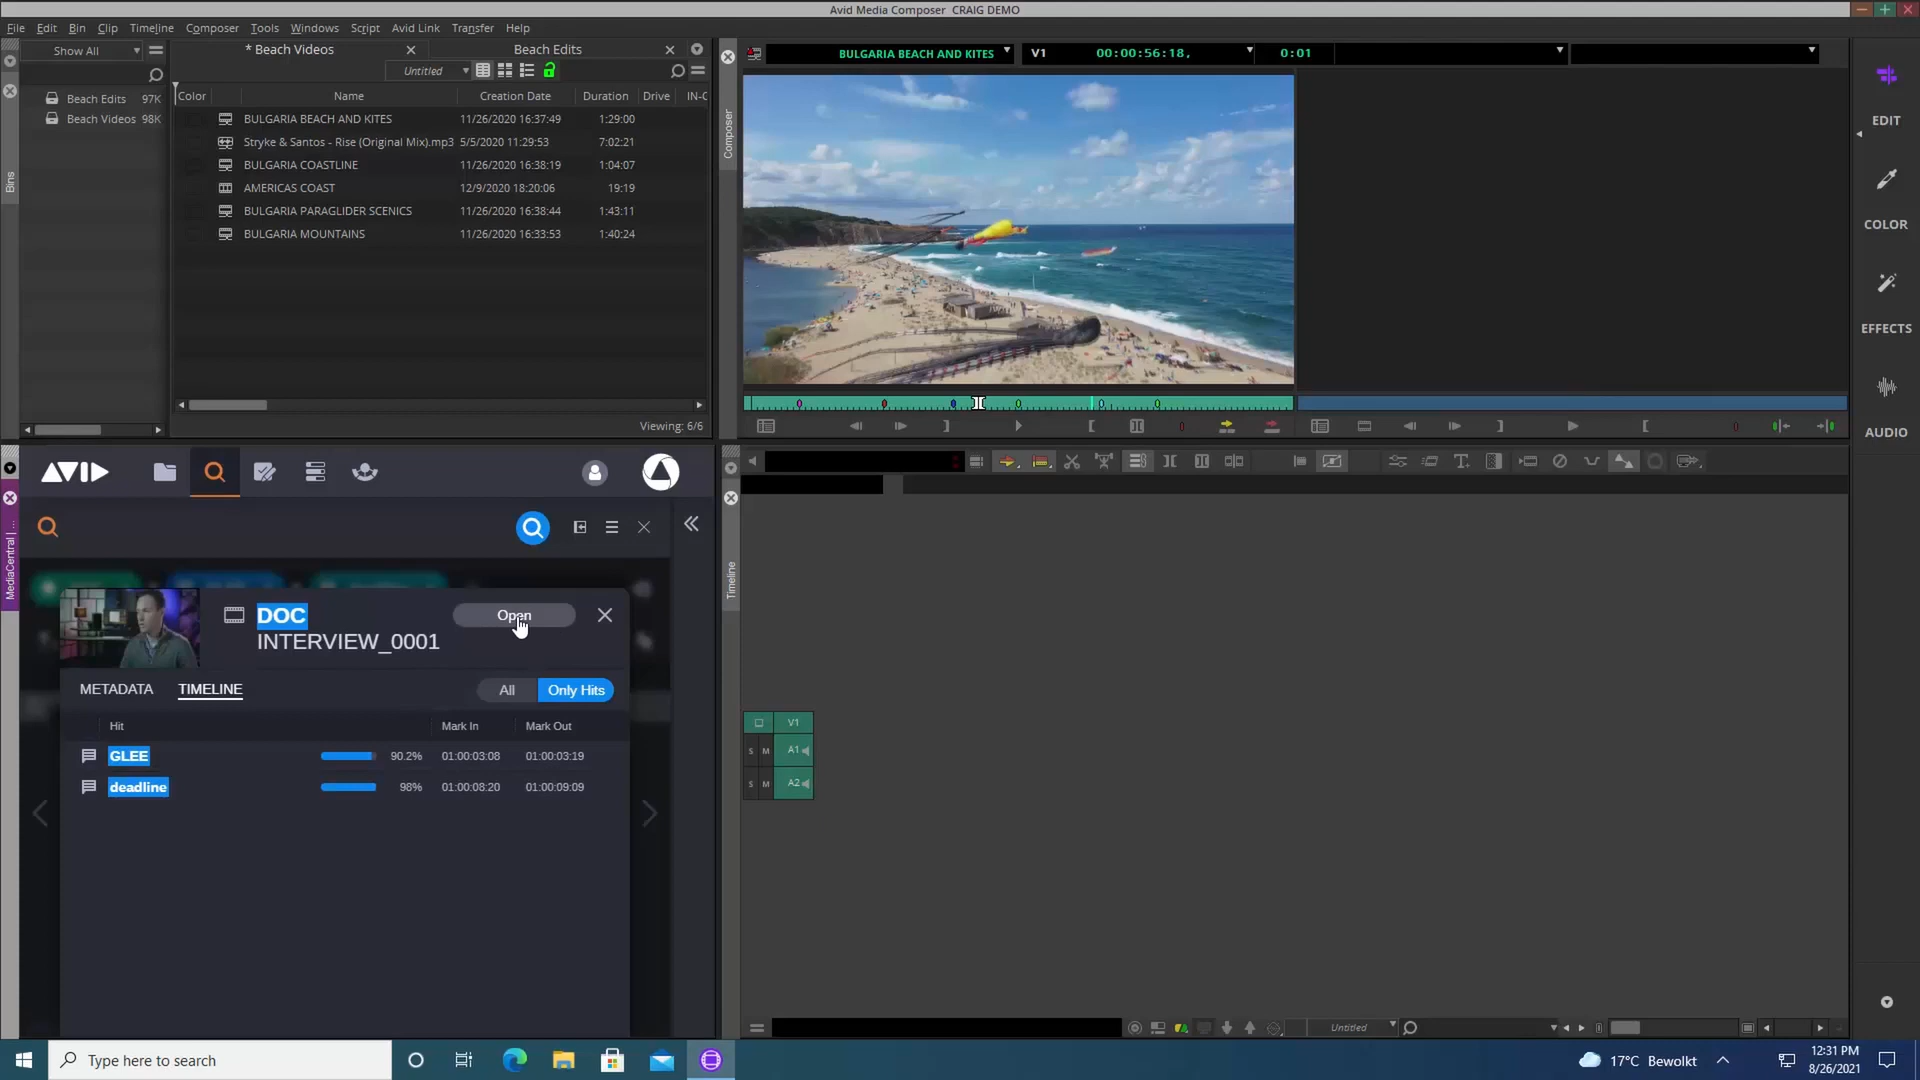 Avid Media Composer CRAIG DEMO
File Edit Bin Clip Timeline Composer Tools Windows Script Avid Link Transfer Help
Show All
* Beach Videos
Beach Edits
Untitled
Bins
Beach Edits 97K
Beach Videos 98K
Color Name Creation Date Duration Drive IN-C
BULGARIA BEACH AND KITES 11/26/2020 16:37:49 1:29:00
Stryke & Santos - Rise (Original Mix).mp3 5/5/2020 11:29:53 7:02:21
BULGARIA COASTLINE 11/26/2020 16:38:19 1:04:07
AMERICAS COAST 12/9/2020 18:20:06 19:19
BULGARIA PARAGLIDER SCENICS 11/26/2020 16:38:44 1:43:11
BULGARIA MOUNTAINS 11/26/2020 16:33:53 1:40:24
Viewing: 6/6
Composer
BULGARIA BEACH AND KITES V1 00:00:56:18, 0:01
EDIT
COLOR
EFFECTS
AUDIO
MediaCentral | ...
AVID
DOC
INTERVIEW_0001
Open
METADATA TIMELINE All Only Hits
Hit Mark In Mark Out
GLEE 90.2% 01:00:03:08 01:00:03:19
deadline 98% 01:00:08:20 01:00:09:09
Timeline
V1
S M A1
S M A2
Untitled
Type here to search
17°C Bewolkt
12:31 PM
8/26/2021